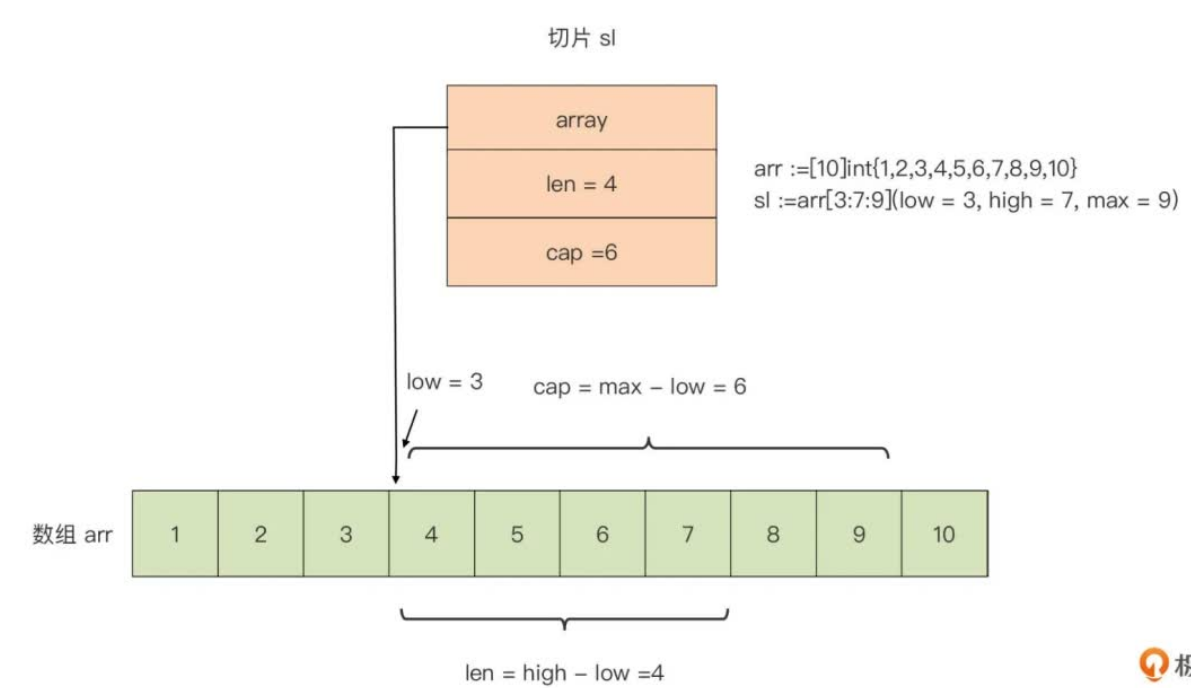 切片 sl
array
len = 4
cap =6
arr :=[10]int{1,2,3,4,5,6,7,8,9,10}
sl :=arr[3:7:9](low = 3, high = 7, max = 9)
low = 3
cap = max – low = 6
数组 arr
1 2 3 4 5 6 7 8 9 10
len = high – low =4